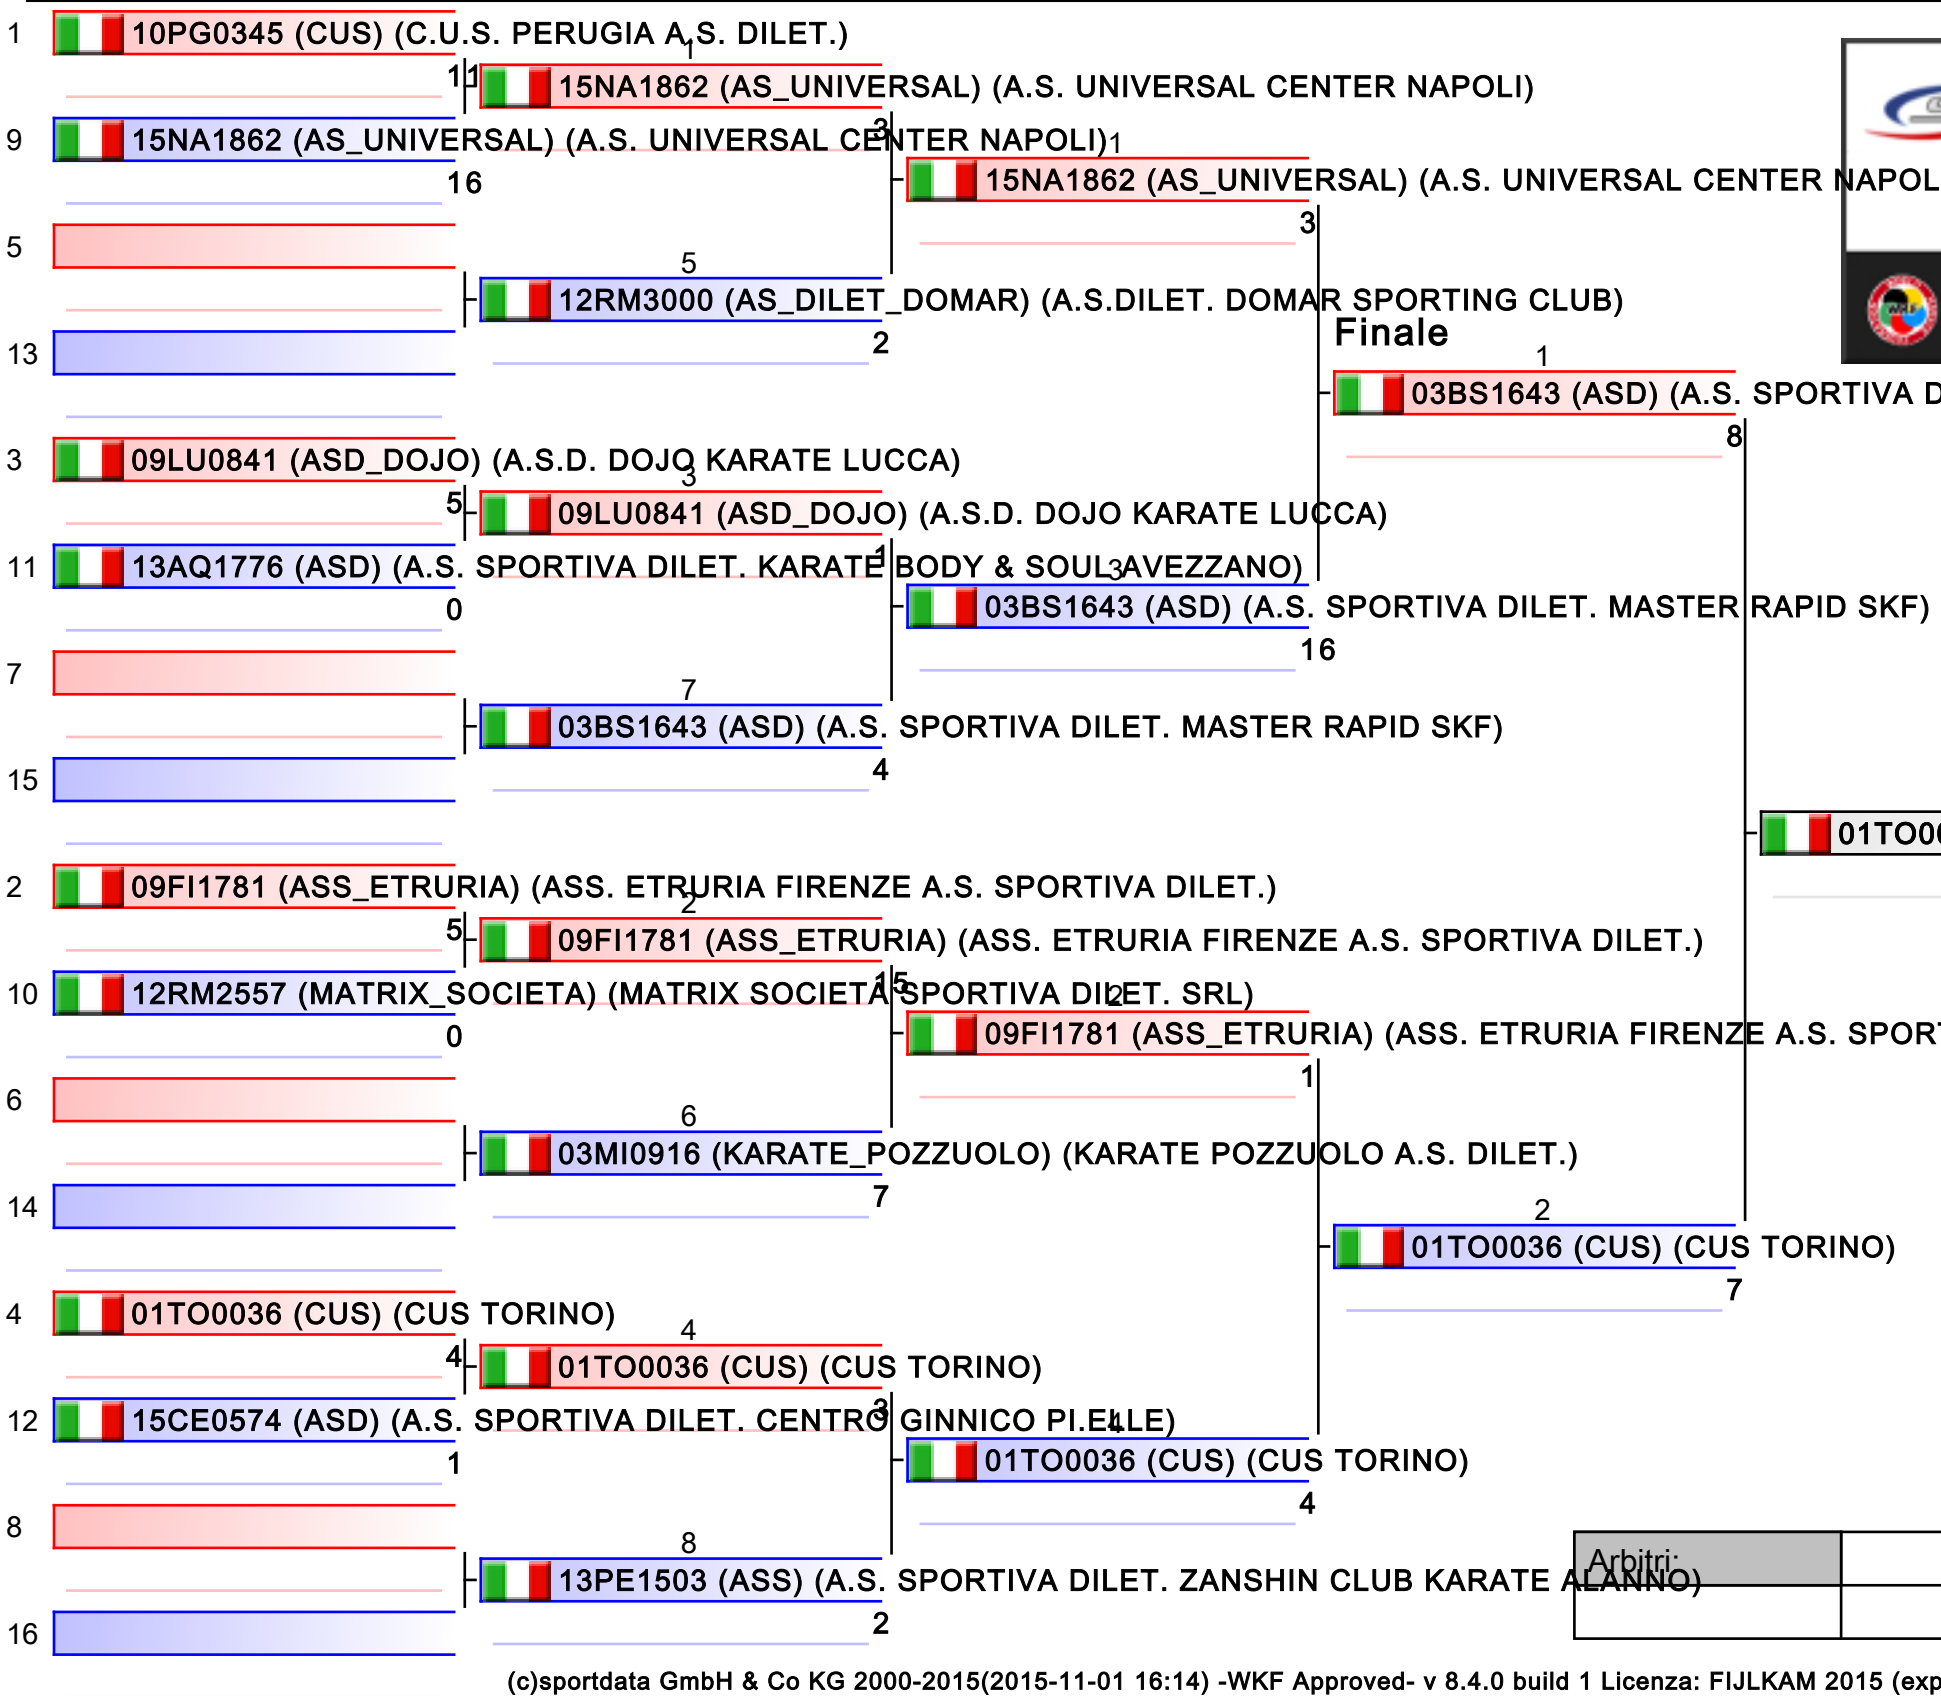 1 10PG0345 (CUS) (C.U.S. PERUGIA A.S. DILET.)
11
1
15NA1862 (AS_UNIVERSAL) (A.S. UNIVERSAL CENTER NAPOLI)
3
9 15NA1862 (AS_UNIVERSAL) (A.S. UNIVERSAL CENTER NAPOLI)
16
1
15NA1862 (AS_UNIVERSAL) (A.S. UNIVERSAL CENTER NAPOL
3
5
5
12RM3000 (AS_DILET_DOMAR) (A.S.DILET. DOMAR SPORTING CLUB)
2
13
Finale
1
03BS1643 (ASD) (A.S. SPORTIVA D
8
3 09LU0841 (ASD_DOJO) (A.S.D. DOJO KARATE LUCCA)
5
3
09LU0841 (ASD_DOJO) (A.S.D. DOJO KARATE LUCCA)
1
11 13AQ1776 (ASD) (A.S. SPORTIVA DILET. KARATE BODY & SOUL AVEZZANO)
0
3
03BS1643 (ASD) (A.S. SPORTIVA DILET. MASTER RAPID SKF)
16
7
7
03BS1643 (ASD) (A.S. SPORTIVA DILET. MASTER RAPID SKF)
4
15
01TO00
2 09FI1781 (ASS_ETRURIA) (ASS. ETRURIA FIRENZE A.S. SPORTIVA DILET.)
5
2
09FI1781 (ASS_ETRURIA) (ASS. ETRURIA FIRENZE A.S. SPORTIVA DILET.)
15
10 12RM2557 (MATRIX_SOCIETA) (MATRIX SOCIETA' SPORTIVA DILET. SRL)
0
2
09FI1781 (ASS_ETRURIA) (ASS. ETRURIA FIRENZE A.S. SPORT
1
6
6
03MI0916 (KARATE_POZZUOLO) (KARATE POZZUOLO A.S. DILET.)
7
14
2
01TO0036 (CUS) (CUS TORINO)
7
4 01TO0036 (CUS) (CUS TORINO)
4
4
01TO0036 (CUS) (CUS TORINO)
3
12 15CE0574 (ASD) (A.S. SPORTIVA DILET. CENTRO GINNICO PI.ELLE)
1
4
01TO0036 (CUS) (CUS TORINO)
4
8
8
13PE1503 (ASS) (A.S. SPORTIVA DILET. ZANSHIN CLUB KARATE ALANNO)
2
16
Arbitri:
WKF
(c)sportdata GmbH & Co KG 2000-2015(2015-11-01 16:14) -WKF Approved- v 8.4.0 build 1 Licenza: FIJLKAM 2015 (exp